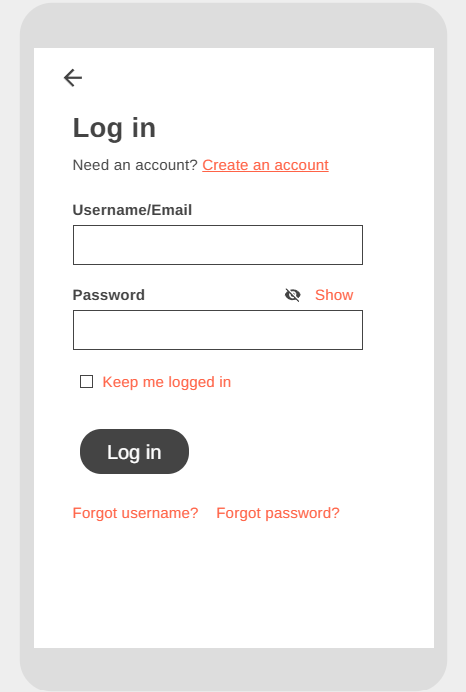 Log in
Need an account? Create an account
Username/Email
Password Show
Keep me logged in
Log in
Forgot username? Forgot password?